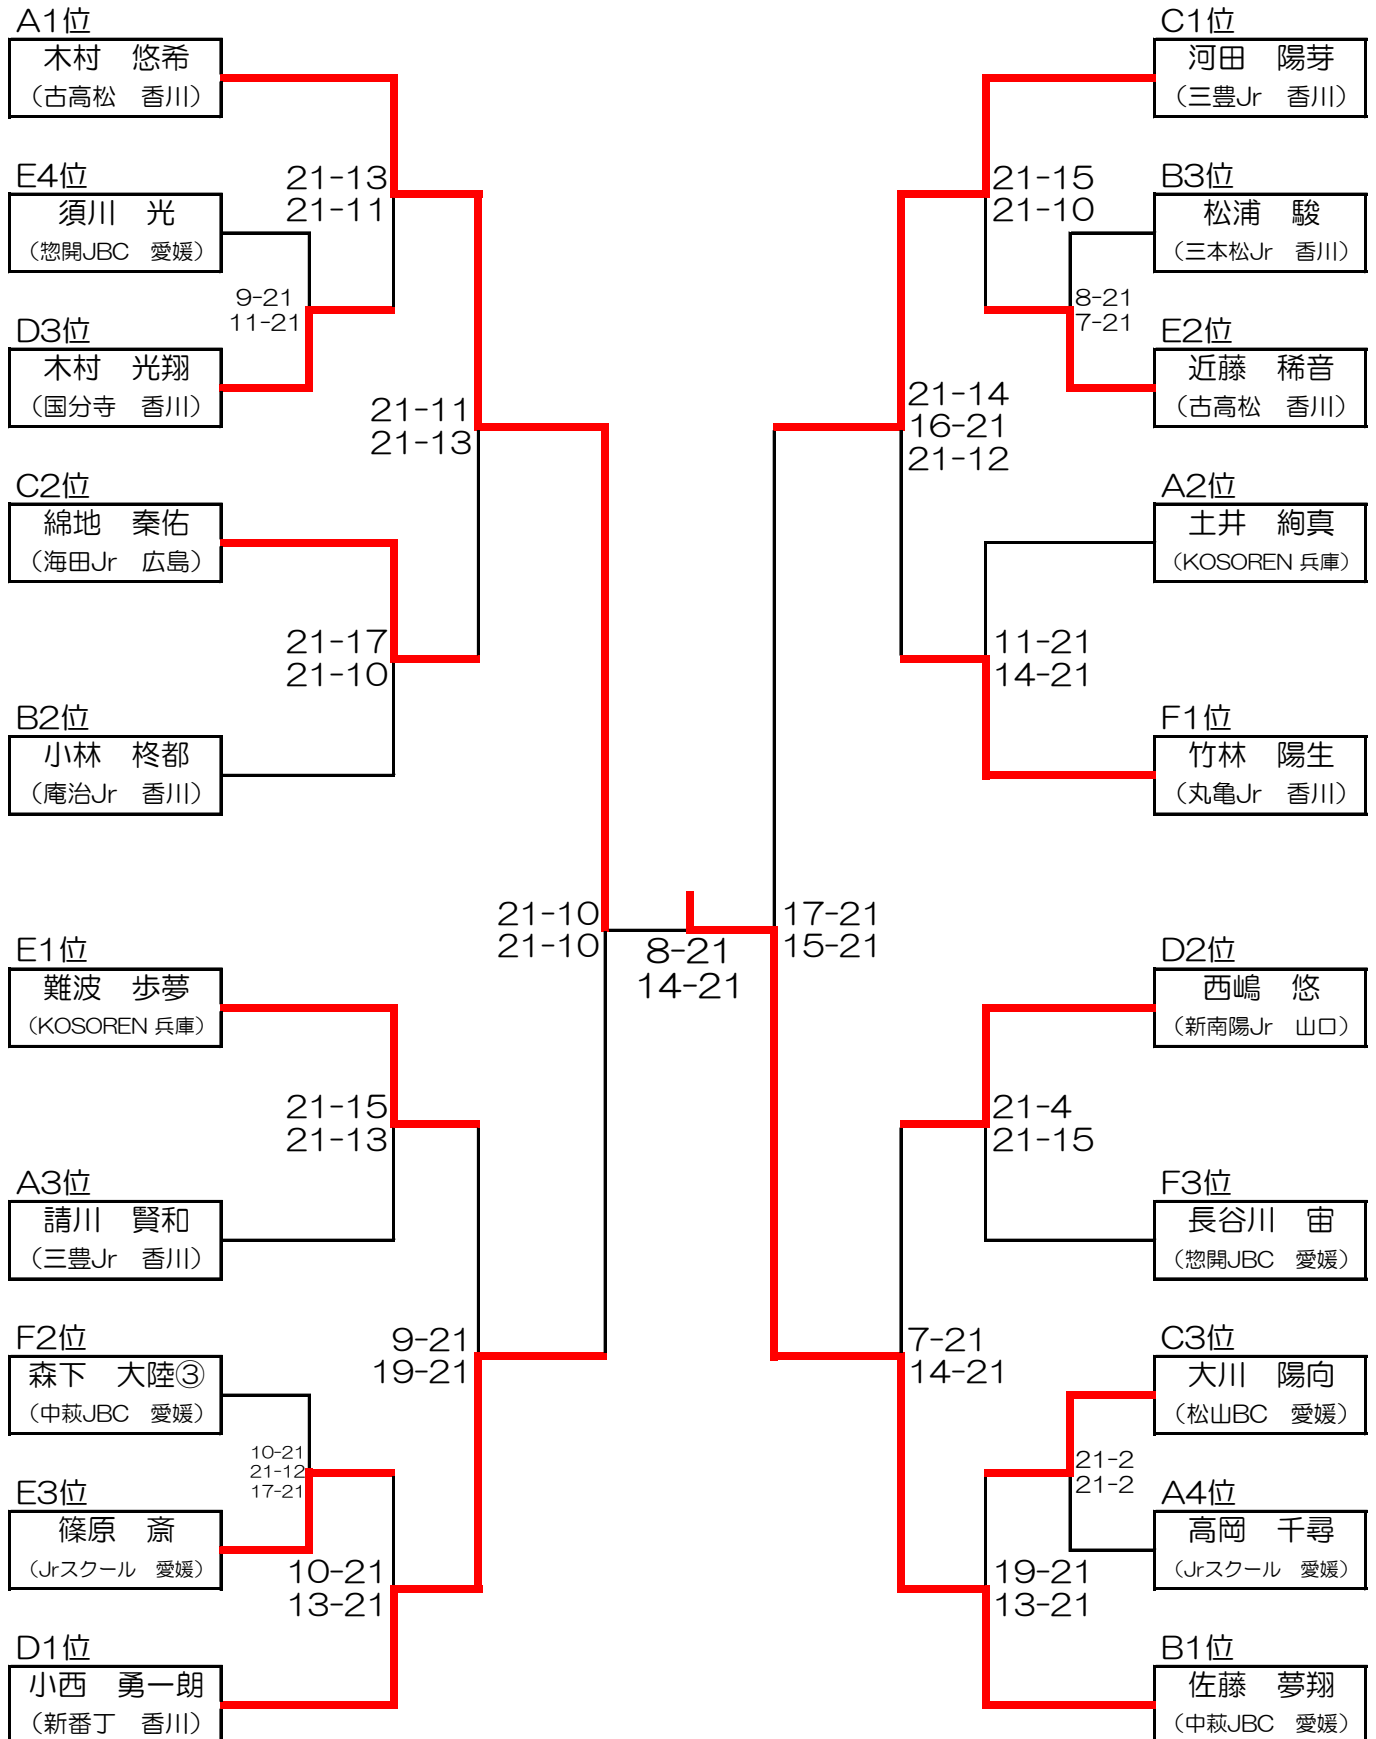 A1位
木村　悠希
（古高松　香川）
E4位
須川　光
（惣開JBC　愛媛）
21-13
21-11
9-21
11-21
D3位
木村　光翔
（国分寺　香川）
21-11
21-13
C2位
綿地　秦佑
（海田Jr　広島）
21-17
21-10
B2位
小林　柊都
（庵治Jr　香川）
21-10
21-10
8-21
14-21
E1位
難波　歩夢
（KOSOREN 兵庫）
21-15
21-13
A3位
請川　賢和
（三豊Jr　香川）
9-21
19-21
F2位
森下　大陸③
（中萩JBC　愛媛）
10-21
21-12
17-21
E3位
篠原　斎
（Jrスクール　愛媛）
10-21
13-21
D1位
小西　勇一朗
（新番丁　香川）
C1位
河田　陽芽
（三豊Jr　香川）
21-15
21-10
B3位
松浦　駿
（三本松Jr　香川）
8-21
7-21
E2位
近藤　稀音
（古高松　香川）
21-14
16-21
21-12
A2位
土井　絢真
（KOSOREN 兵庫）
11-21
14-21
F1位
竹林　陽生
（丸亀Jr　香川）
17-21
15-21
D2位
西嶋　悠
（新南陽Jr　山口）
21-4
21-15
F3位
長谷川　宙
（惣開JBC　愛媛）
7-21
14-21
C3位
大川　陽向
（松山BC　愛媛）
21-2
21-2
A4位
高岡　千尋
（Jrスクール　愛媛）
19-21
13-21
B1位
佐藤　夢翔
（中萩JBC　愛媛）